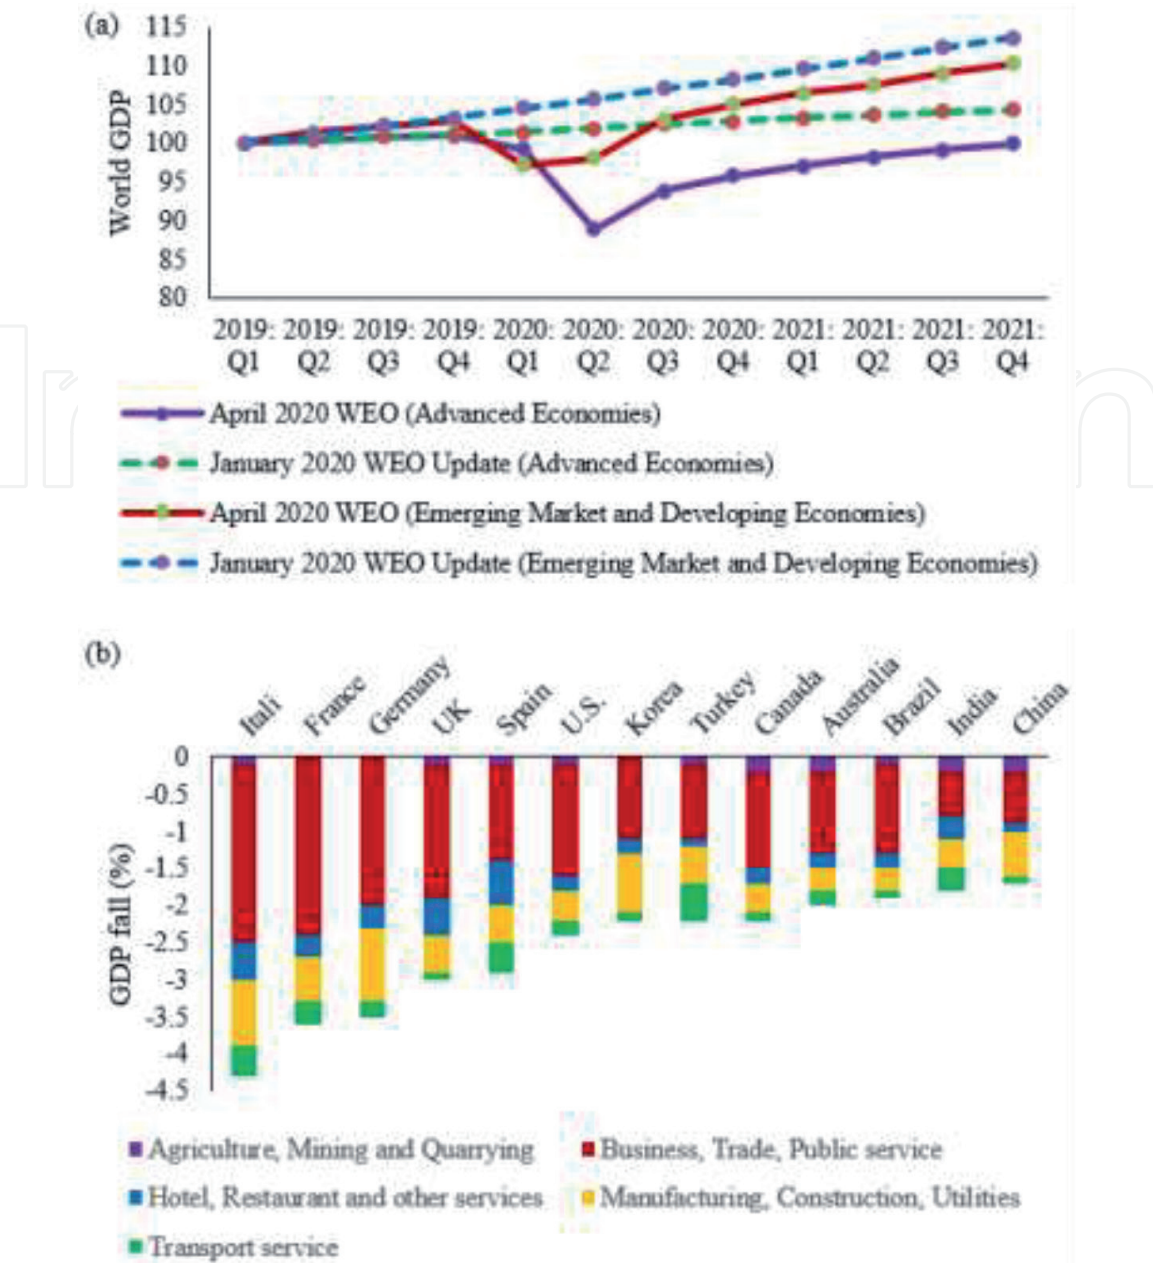 (a)
World GDP
115
110
105
100
95
90
85
80
2019: 2019: 2019: 2019: 2020: 2020: 2020: 2020: 2021: 2021: 2021: 2021:
Q1 Q2 Q3 Q4 Q1 Q2 Q3 Q4 Q1 Q2 Q3 Q4
April 2020 WEO (Advanced Economies)
January 2020 WEO Update (Advanced Economies)
April 2020 WEO (Emerging Market and Developing Economies)
January 2020 WEO Update (Emerging Market and Developing Economies)
(b)
Itali France Germany UK Spain U.S. Korea Turkey Canada Australia Brazil India China
GDP fall (%)
0
-0.5
-1
-1.5
-2
-2.5
-3
-3.5
-4
-4.5
Agriculture, Mining and Quarrying
Business, Trade, Public service
Hotel, Restaurant and other services
Manufacturing, Construction, Utilities
Transport service